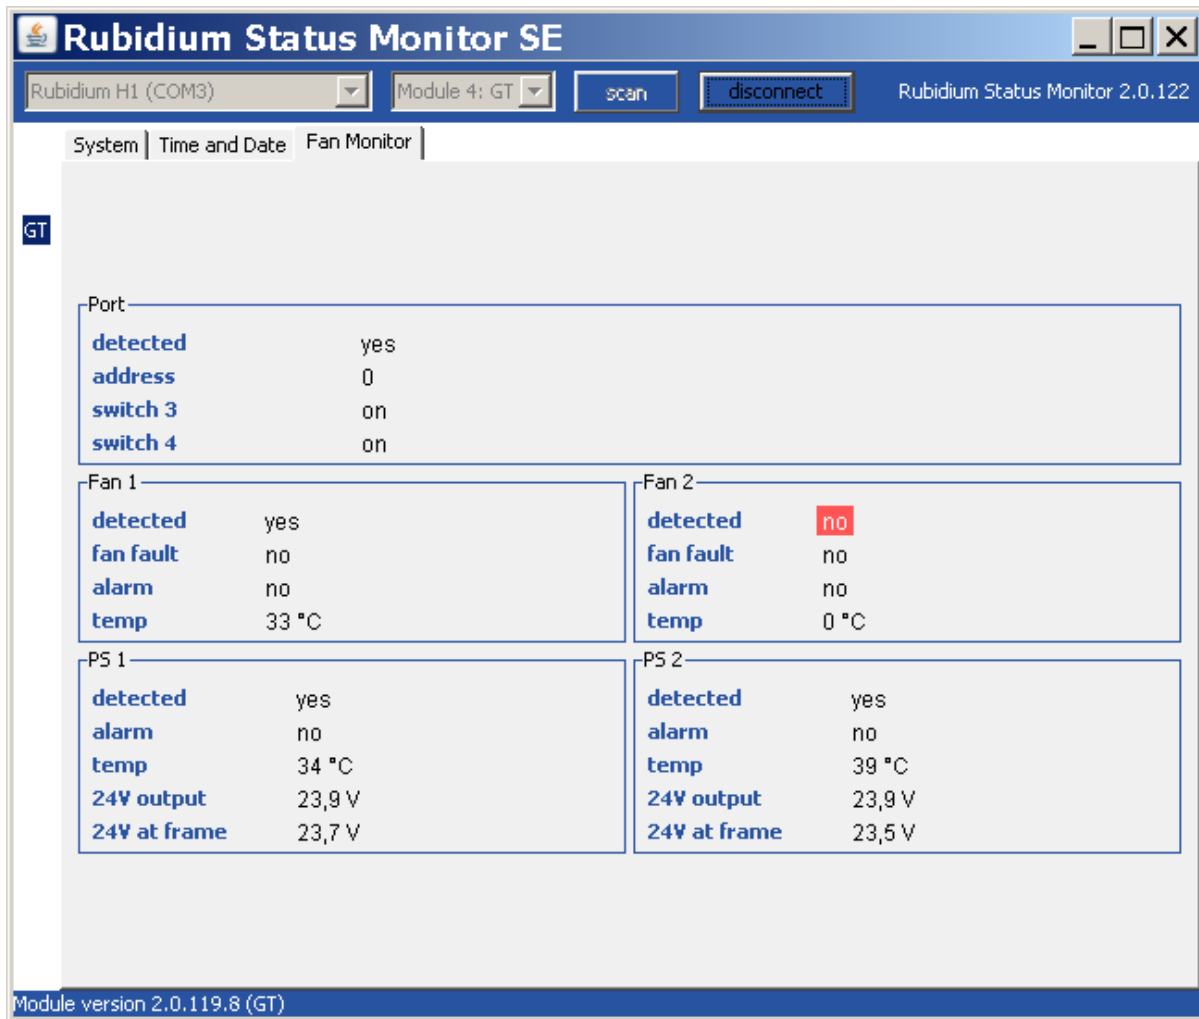 Rubidium Status Monitor SE
Rubidium H1 (COM3) Module 4: GT scan disconnect Rubidium Status Monitor 2.0.122
System Time and Date Fan Monitor
GT
Port
detected yes
address 0
switch 3 on
switch 4 on
Fan 1 Fan 2
detected yes detected no
fan fault no fan fault no
alarm no alarm no
temp 33 °C temp 0 °C
PS 1 PS 2
detected yes detected yes
alarm no alarm no
temp 34 °C temp 39 °C
24V output 23,9 V 24V output 23,9 V
24V at frame 23,7 V 24V at frame 23,5 V
Module version 2.0.119.8 (GT)